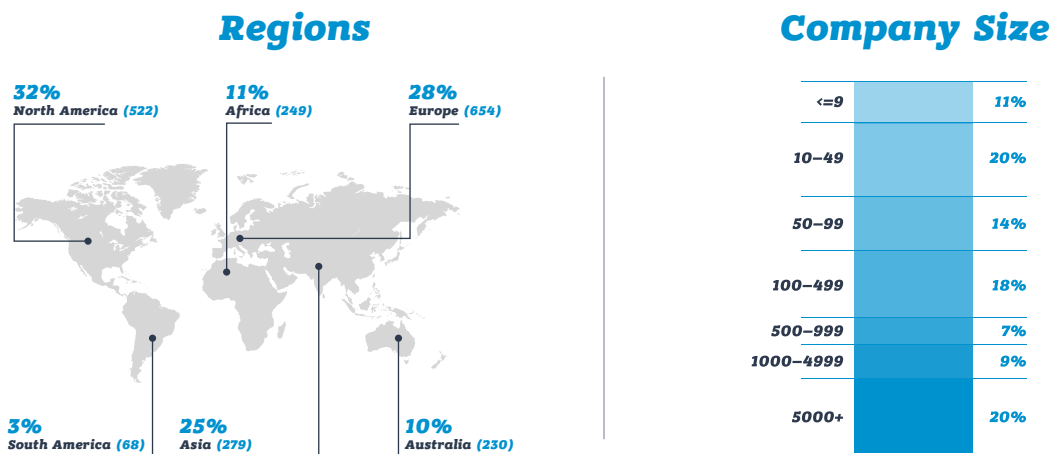 Regions
32%
North America (522)
11%
Africa (249)
28%
Europe (654)
3%
South America (68)
25%
Asia (279)
10%
Australia (230)
Company Size
<=9 11%
10–49 20%
50–99 14%
100–499 18%
500–999 7%
1000–4999 9%
5000+ 20%